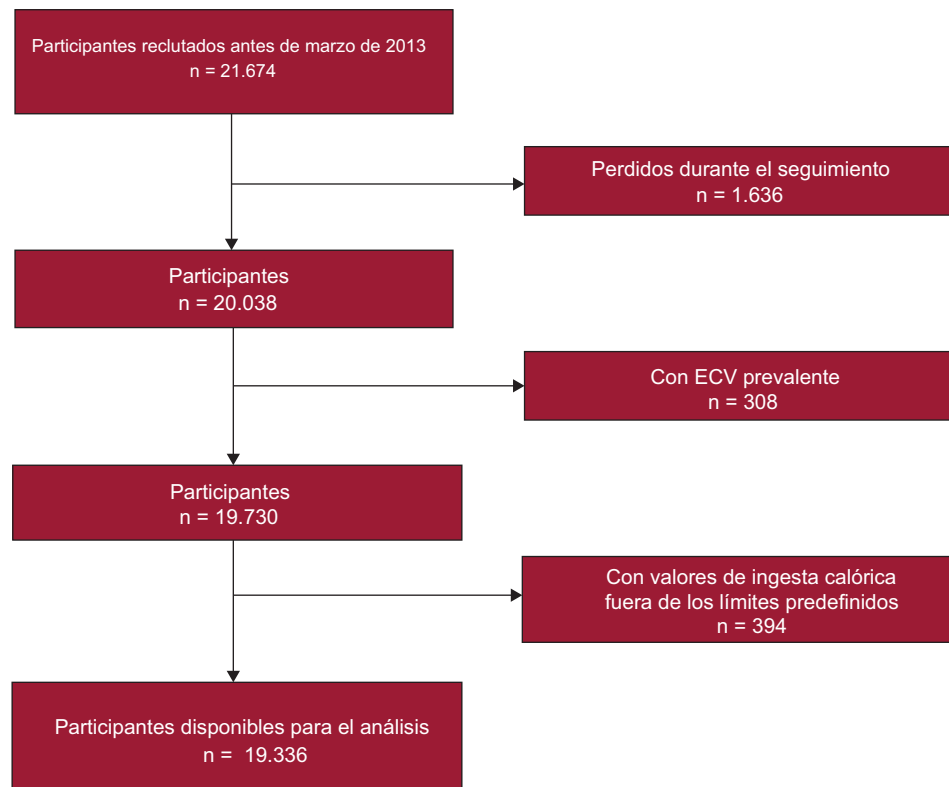 Participantes reclutados antes de marzo de 2013
n = 21.674
Perdidos durante el seguimiento
n = 1.636
Participantes
n = 20.038
Con ECV prevalente
n = 308
Participantes
n = 19.730
Con valores de ingesta calórica
fuera de los límites predefinidos
n = 394
Participantes disponibles para el análisis
n = 19.336